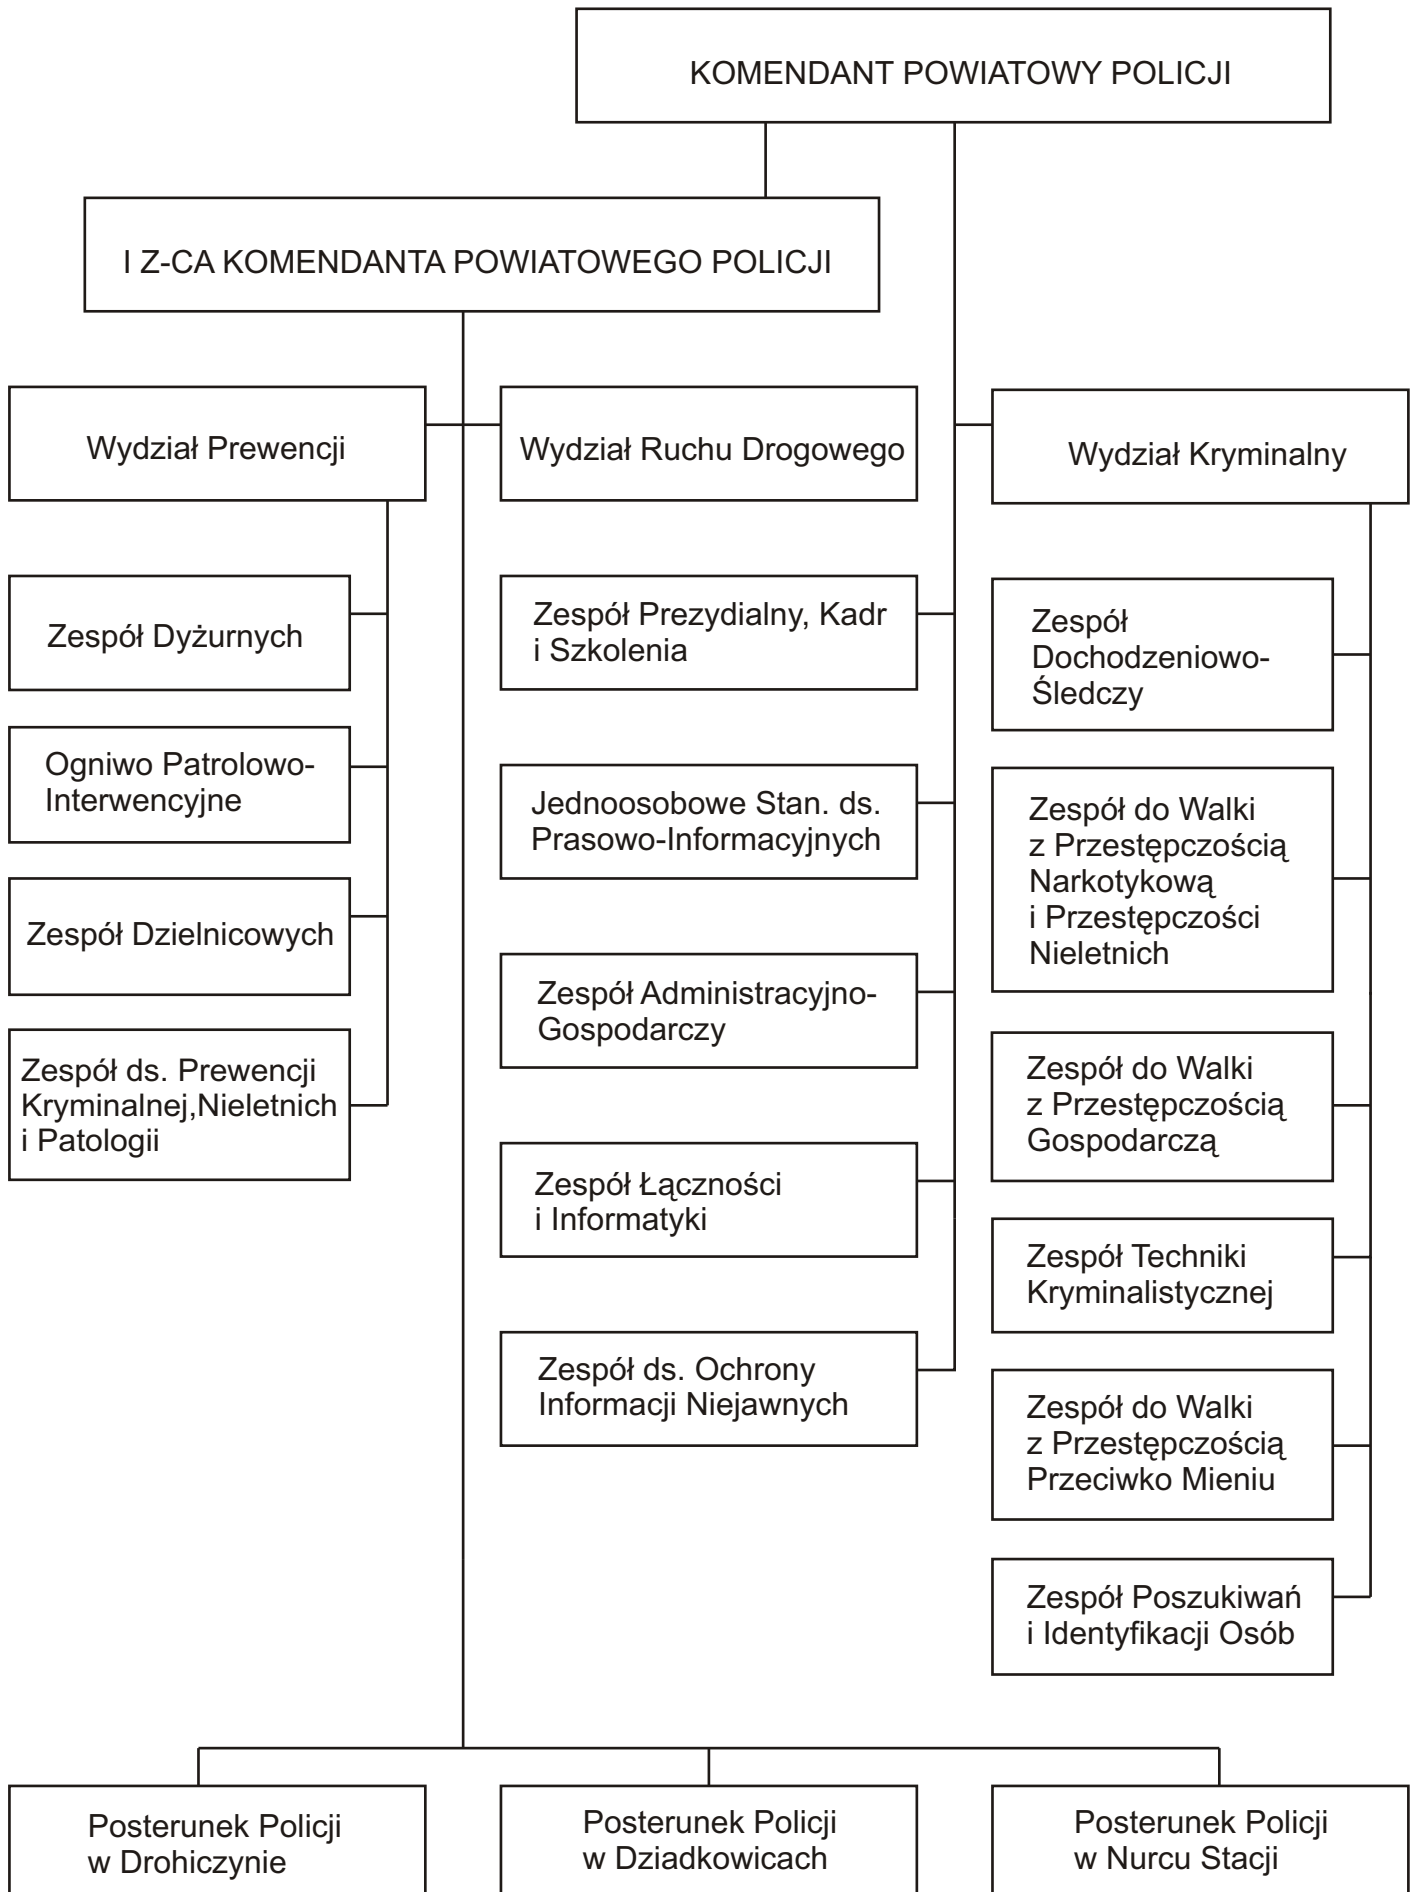 KOMENDANT POWIATOWY POLICJI
I Z-CA KOMENDANTA POWIATOWEGO POLICJI
Wydział Prewencji
Wydział Ruchu Drogowego
Wydział Kryminalny
Zespół Dyżurnych
Ogniwo Patrolowo-
Interwencyjne
Zespół Dzielnicowych
Zespół ds. Prewencji
Kryminalnej,Nieletnich
i Patologii
Zespół Prezydialny, Kadr
i Szkolenia
Jednoosobowe Stan. ds.
Prasowo-Informacyjnych
Zespół Administracyjno-
Gospodarczy
Zespół Łączności
i Informatyki
Zespół ds. Ochrony
Informacji Niejawnych
Zespół
Dochodzeniowo-
Śledczy
Zespół do Walki
z Przestępczością
Narkotykową
i Przestępczości
Nieletnich
Zespół do Walki
z Przestępczością
Gospodarczą
Zespół Techniki
Kryminalistycznej
Zespół do Walki
z Przestępczością
Przeciwko Mieniu
Zespół Poszukiwań
i Identyfikacji Osób
Posterunek Policji
w Drohiczynie
Posterunek Policji
w Dziadkowicach
Posterunek Policji
w Nurcu Stacji